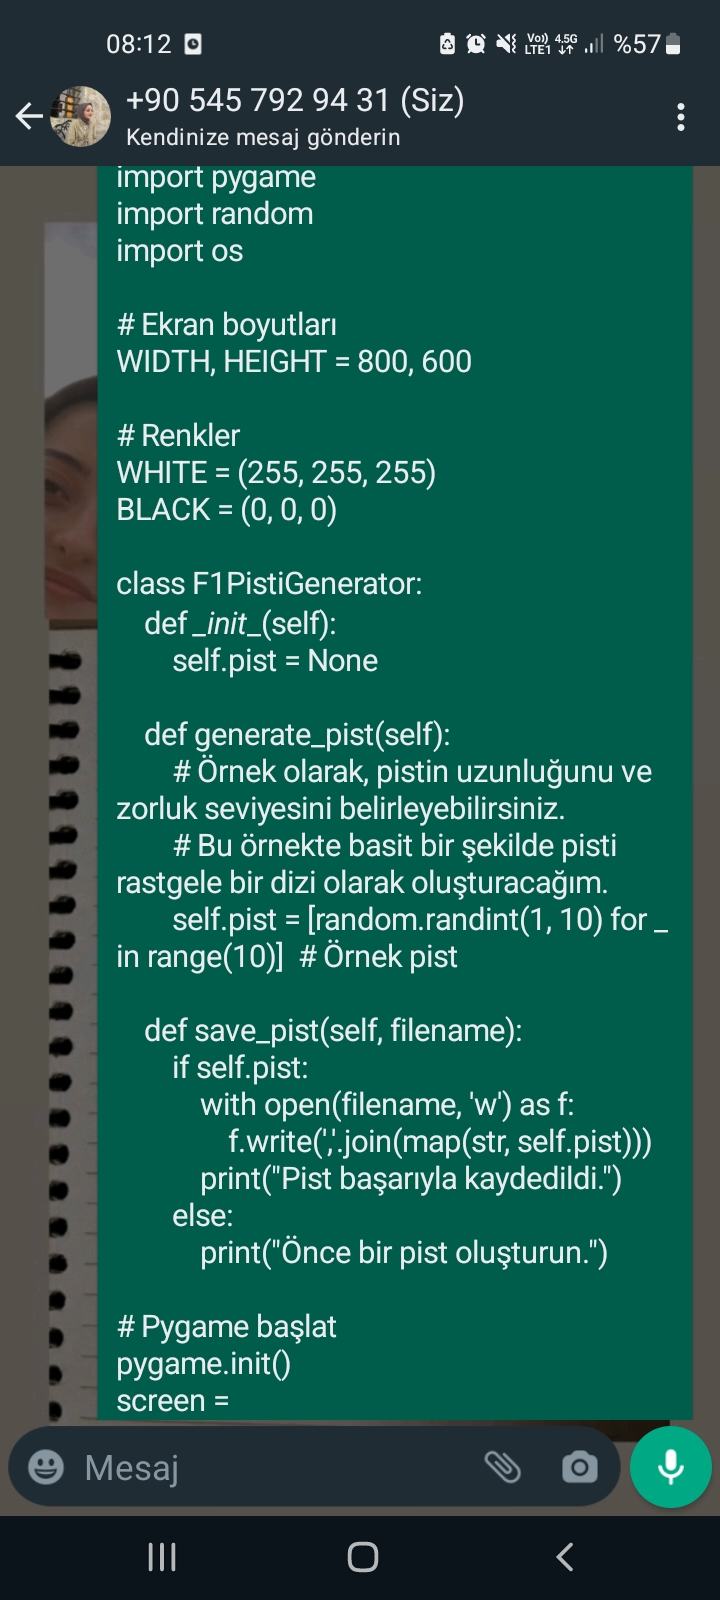 08:12
Vo) 4.5G
LTE1
%57
+90 545 792 94 31 (Siz)
Kendinize mesaj gönderin
import pygame
import random
import os
# Ekran boyutları
WIDTH, HEIGHT = 800, 600
# Renkler
WHITE = (255, 255, 255)
BLACK = (0, 0, 0)
class F1PistiGenerator:
def _init_(self):
self.pist = None
def generate_pist(self):
# Örnek olarak, pistin uzunluğunu ve
zorluk seviyesini belirleyebilirsiniz.
# Bu örnekte basit bir şekilde pisti
rastgele bir dizi olarak oluşturacağım.
self.pist = [random.randint(1, 10) for _
in range(10)]  # Örnek pist
def save_pist(self, filename):
if self.pist:
with open(filename, 'w') as f:
f.write(','.join(map(str, self.pist)))
print("Pist başarıyla kaydedildi.")
else:
print("Önce bir pist oluşturun.")
# Pygame başlat
pygame.init()
screen =
Mesaj